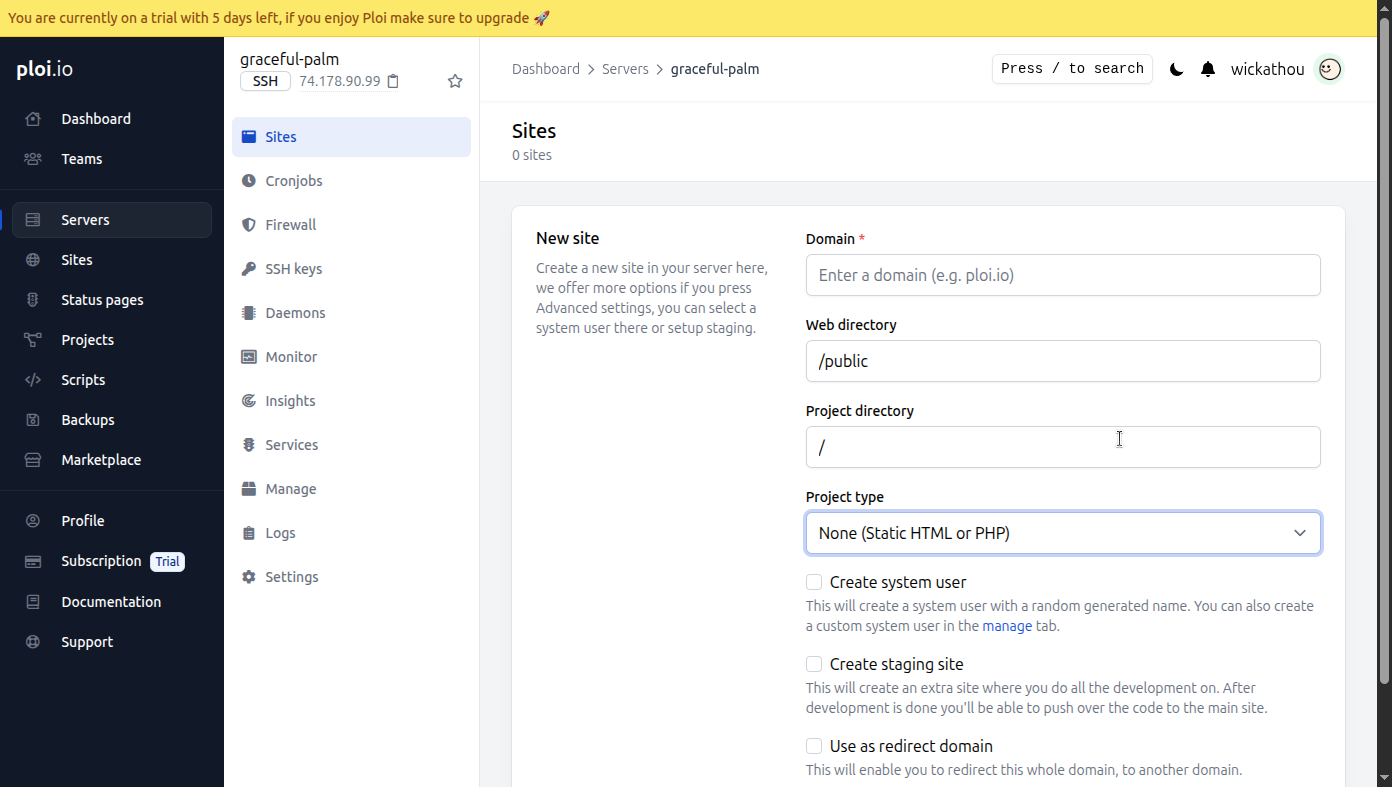 You are currently on a trial with 5 days left, if you enjoy Ploi make sure to upgrade 🚀
ploi.io
Dashboard
Teams
Servers
Sites
Status pages
Projects
Scripts
Backups
Marketplace
Profile
Subscription Trial
Documentation
Support
graceful-palm
SSH 74.178.90.99
Sites
Cronjobs
Firewall
SSH keys
Daemons
Monitor
Insights
Services
Manage
Logs
Settings
Dashboard > Servers > graceful-palm
Press / to search
wickathou
Sites
0 sites
New site
Create a new site in your server here,
we offer more options if you press
Advanced settings, you can select a
system user there or setup staging.
Domain *
Enter a domain (e.g. ploi.io)
Web directory
/public
Project directory
/
Project type
None (Static HTML or PHP)
Create system user
This will create a system user with a random generated name. You can also create
a custom system user in the manage tab.
Create staging site
This will create an extra site where you do all the development on. After
development is done you'll be able to push over the code to the main site.
Use as redirect domain
This will enable you to redirect this whole domain, to another domain.